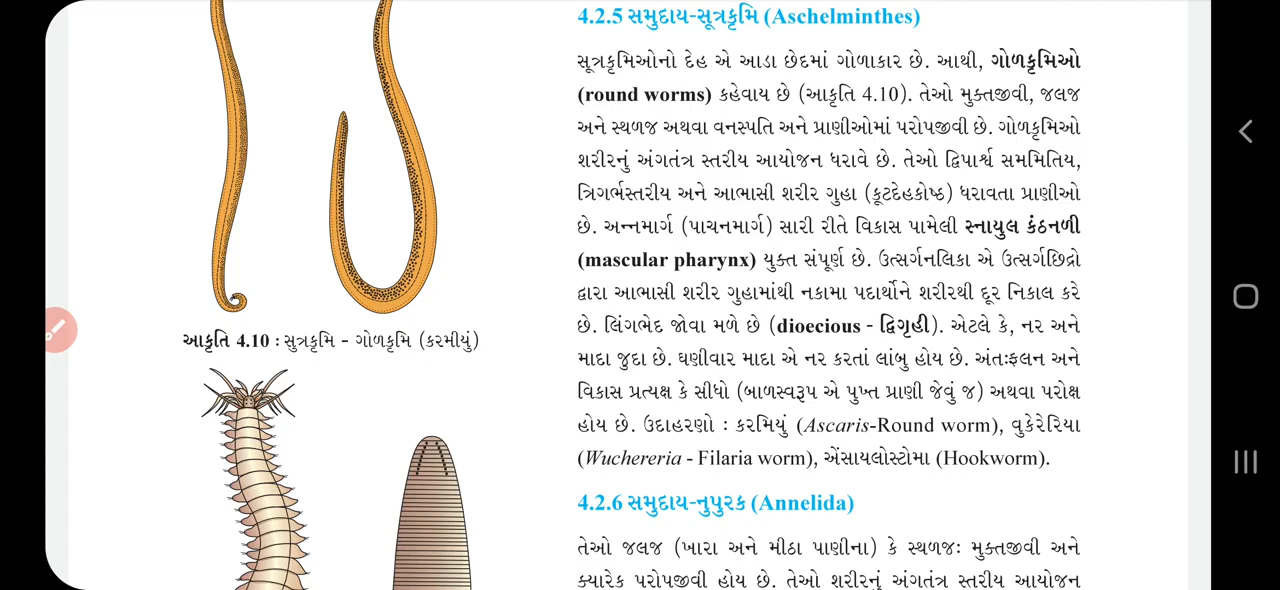 4.2.5 સમુદાય-સૂત્રકૃમિ (Aschelminthes)
સૂત્રકૃમિઓનો દેહ એ આડા છેદમાં ગોળાકાર છે. આથી, ગોળકૃમિઓ
(round worms) કહેવાય છે (આકૃતિ 4.10). તેઓ મુક્તજીવી, જલજ
અને સ્થળજ અથવા વનસ્પતિ અને પ્રાણીઓમાં પરોપજીવી છે. ગોળકૃમિઓ
શરીરનું અંગતંત્ર સ્તરીય આયોજન ધરાવે છે. તેઓ દ્વિપાર્શ્વ સમમિતિય,
ત્રિગર્ભસ્તરીય અને આભાસી શરીર ગુહા (કૂટદેહકોષ્ઠ) ધરાવતા પ્રાણીઓ
છે. અન્નમાર્ગ (પાચનમાર્ગ) સારી રીતે વિકાસ પામેલી સ્નાયુલ કંઠનળી
(mascular pharynx) યુક્ત સંપૂર્ણ છે. ઉત્સર્ગનલિકા એ ઉત્સર્ગછિદ્રો
દ્વારા આભાસી શરીર ગુહામાંથી નકામા પદાર્થોને શરીરથી દૂર નિકાલ કરે
છે. લિંગભેદ જોવા મળે છે (dioecious - દ્વિગૃહી). એટલે કે, નર અને
માદા જુદા છે. ઘણીવાર માદા એ નર કરતાં લાંબુ હોય છે. અંતઃફલન અને
વિકાસ પ્રત્યક્ષ કે સીધો (બાળસ્વરૂપ એ પુખ્ત પ્રાણી જેવું જ) અથવા પરોક્ષ
હોય છે. ઉદાહરણો : કરમિયું (Ascaris-Round worm), વુકેરેરિયા
(Wuchereria - Filaria worm), ઍંસાયલોસ્ટોમા (Hookworm).
4.2.6 સમુદાય-નુપુરક (Annelida)
તેઓ જલજ (ખારા અને મીઠા પાણીના) કે સ્થળજઃ મુક્તજીવી અને
ક્યારેક પરોપજીવી હોય છે. તેઓ શરીરનું અંગતંત્ર સ્તરીય આયોજન
આકૃતિ 4.10 : સુત્રકૃમિ - ગોળકૃમિ (કરમીયું)